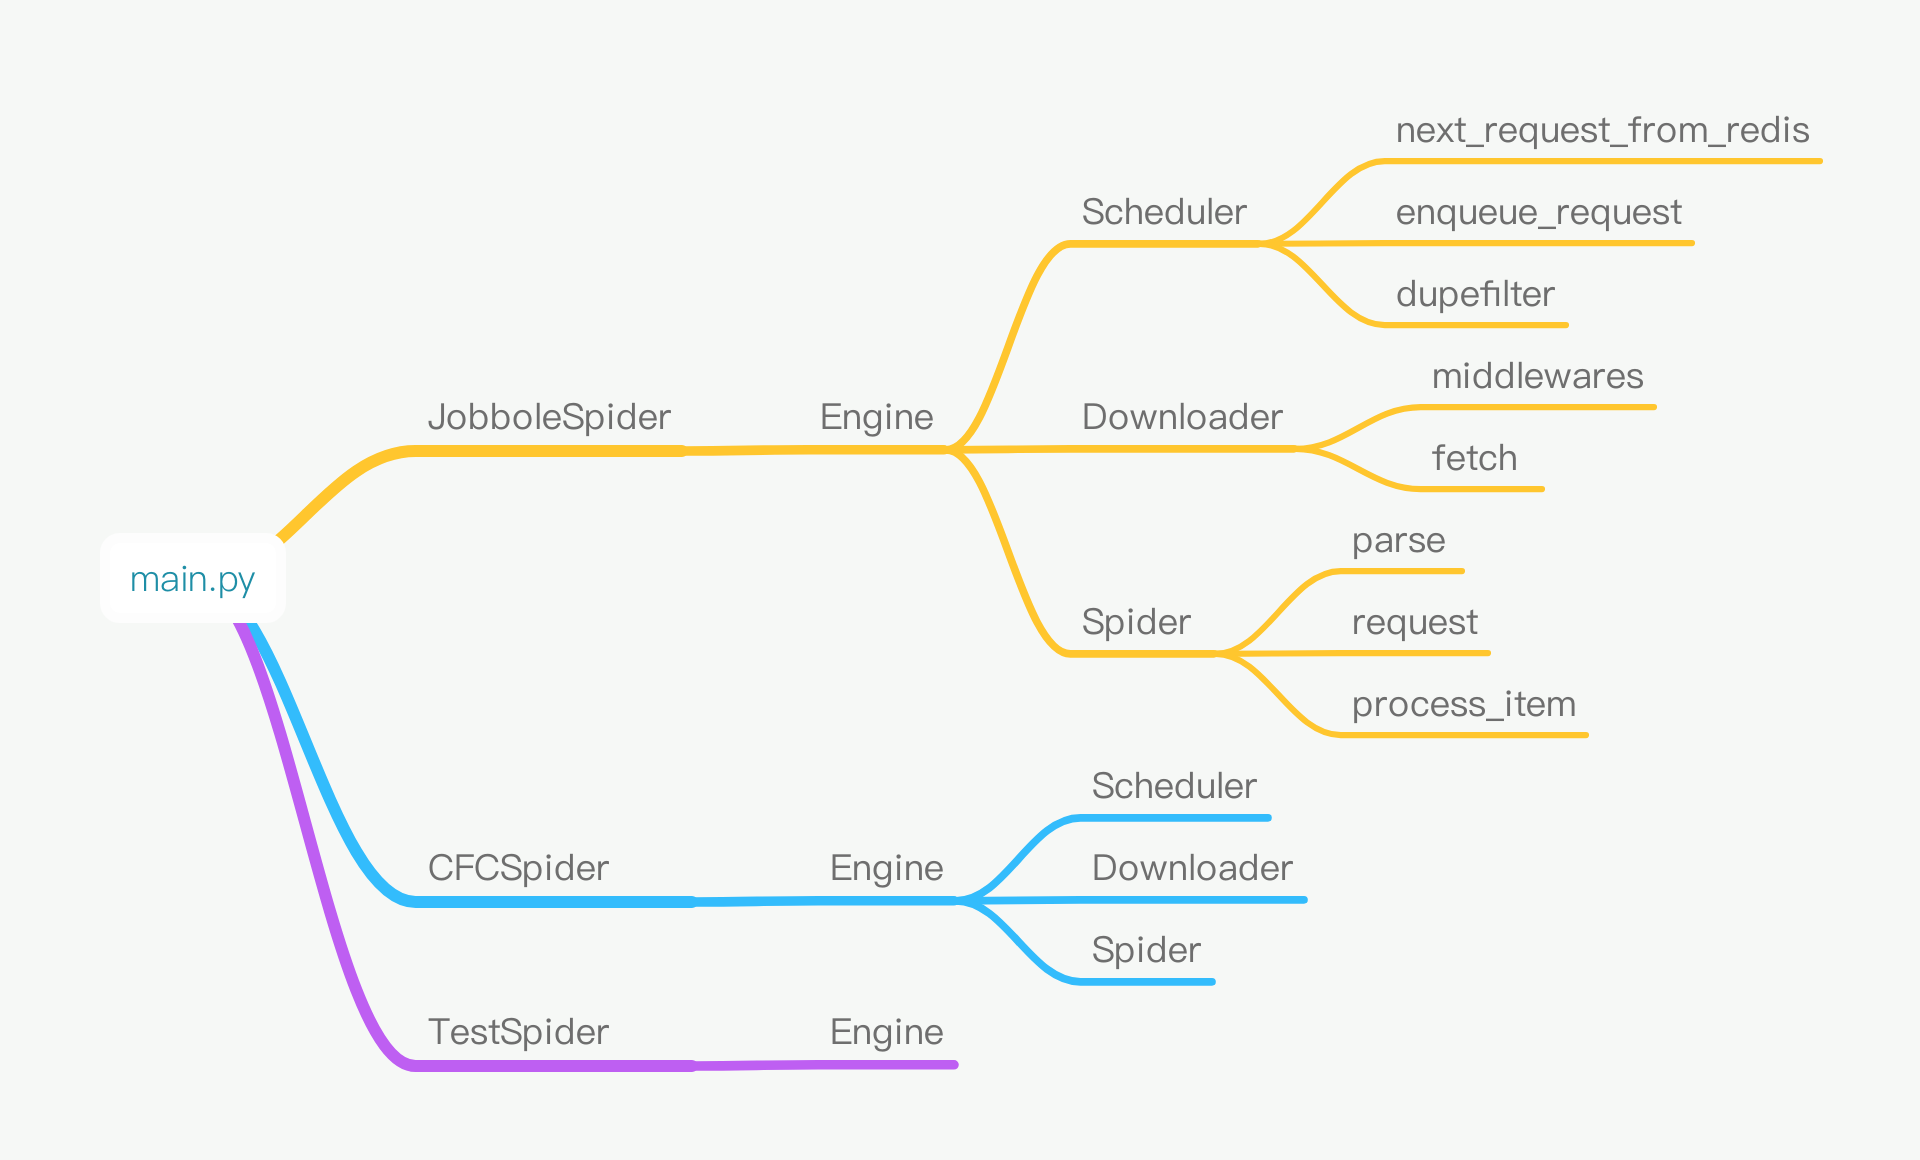 main.py
JobboleSpider
Engine
Scheduler
next_request_from_redis
enqueue_request
dupefilter
Downloader
middlewares
fetch
Spider
parse
request
process_item
CFCSpider
Engine
Scheduler
Downloader
Spider
TestSpider
Engine